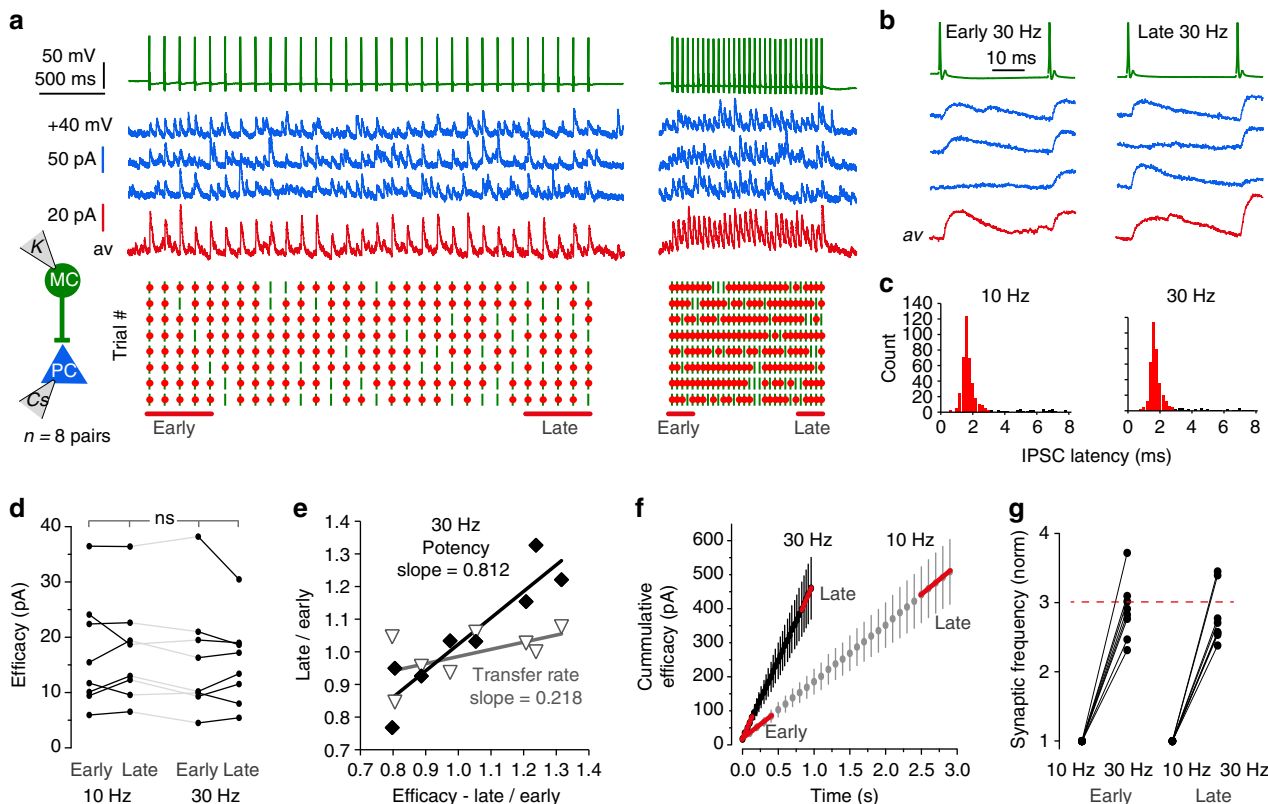 a
50 mV
500 ms
+40 mV
50 pA
20 pA
av
K
MC
PC
Cs
n = 8 pairs
Trial #
Early
Late
Early
Late
b
Early 30 Hz
Late 30 Hz
10 ms
av
c
10 Hz
30 Hz
Count
140
120
100
80
60
40
20
0
0 2 4 6 8
0 2 4 6 8
IPSC latency (ms)
d
ns
Efficacy (pA)
40
30
20
10
0
Early Late
Early Late
10 Hz
30 Hz
e
Late / early
1.4
1.3
1.2
1.1
1.0
0.9
0.8
0.7
30 Hz
Potency
slope = 0.812
Transfer rate
slope = 0.218
0.7 0.8 0.9 1.0 1.1 1.2 1.3 1.4
Efficacy - late / early
f
Cummulative
efficacy (pA)
600
500
400
300
200
100
0
30 Hz
10 Hz
Late
Late
Early
0.0 0.5 1.0 1.5 2.0 2.5 3.0
Time (s)
g
Synaptic frequency (norm)
4
3
2
1
10 Hz 30 Hz
10 Hz 30 Hz
Early
Late